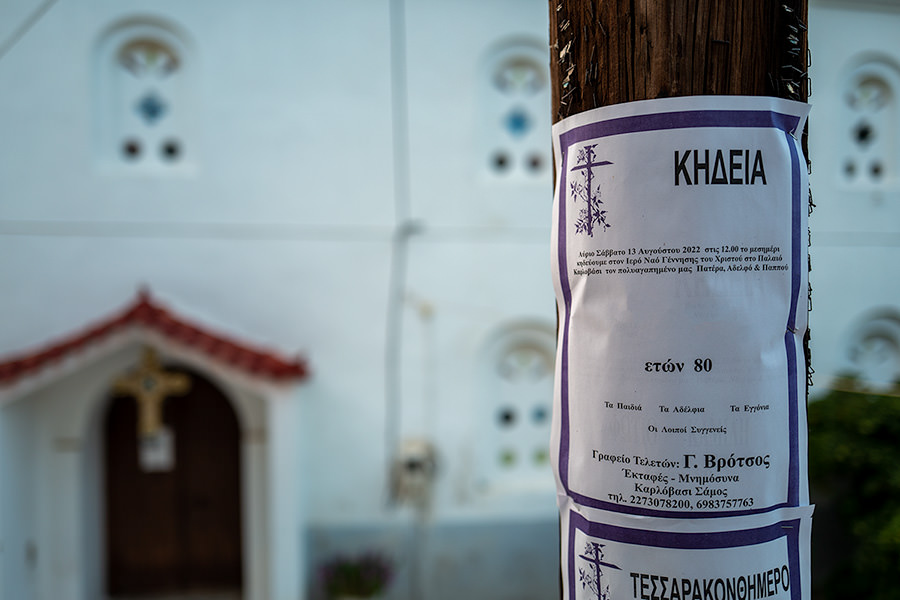 ΚΗΔΕΙΑ
Αύριο Σάββατο 13 Αυγούστου 2022 στις 12.00 το μεσημέρι
κηδεύουμε στον Ιερό Ναό Γέννησης του Χριστού στο Παλαιό
Καρλοβάσι τον πολυαγαπημένο μας Πατέρα, Αδελφό & Παππού
ετών 80
Τα Παιδιά Τα Αδέλφια Τα Εγγόνια
Οι Λοιποί Συγγενείς
Γραφείο Τελετών: Γ. Βρότσος
Έκταφές - Μνημόσυνα
Καρλόβασι Σάμος
τηλ. 2273078200, 6983757763
ΤΕΣΣΑΡΑΚΟΝΘΗΜΕΡΟ